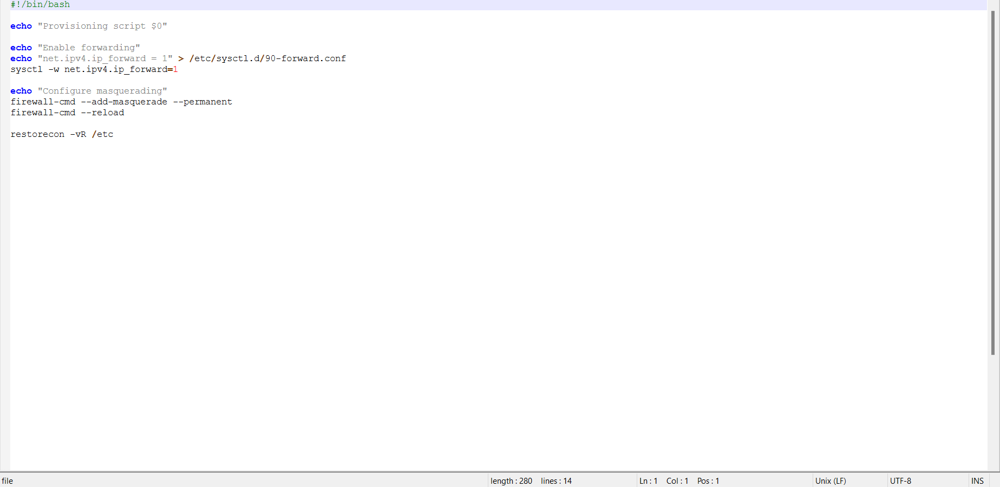 #!/bin/bash
echo "Provisioning script $0"
echo "Enable forwarding"
echo "net.ipv4.ip_forward = 1" > /etc/sysctl.d/90-forward.conf
sysctl -w net.ipv4.ip_forward=1
echo "Configure masquerading"
firewall-cmd --add-masquerade --permanent
firewall-cmd --reload
restorecon -vR /etc
file length : 280 lines : 14 Ln : 1 Col : 1 Pos : 1 Unix (LF) UTF-8 INS